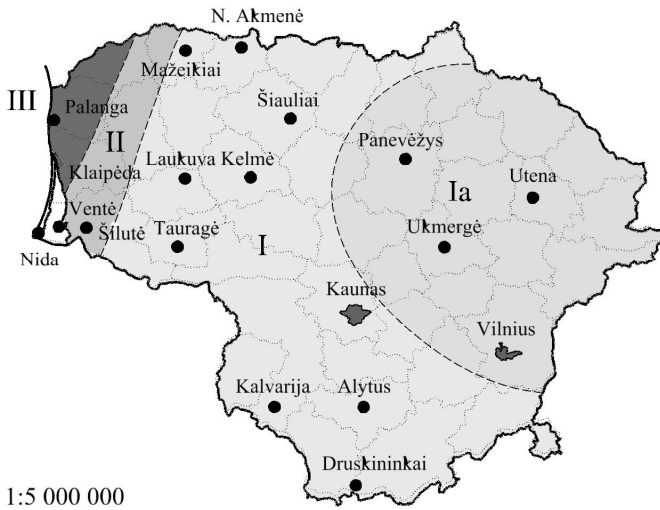 N. Akmenė
Mažeikiai
III
Palanga
Šiauliai
Panevėžys
II
Klaipėda
Laukuva Kelmė
Utena
Ia
Ventė
Šilutė
Tauragė
I
Ukmergė
Nida
Kaunas
Vilnius
Kalvarija
Alytus
Druskininkai
1:5 000 000